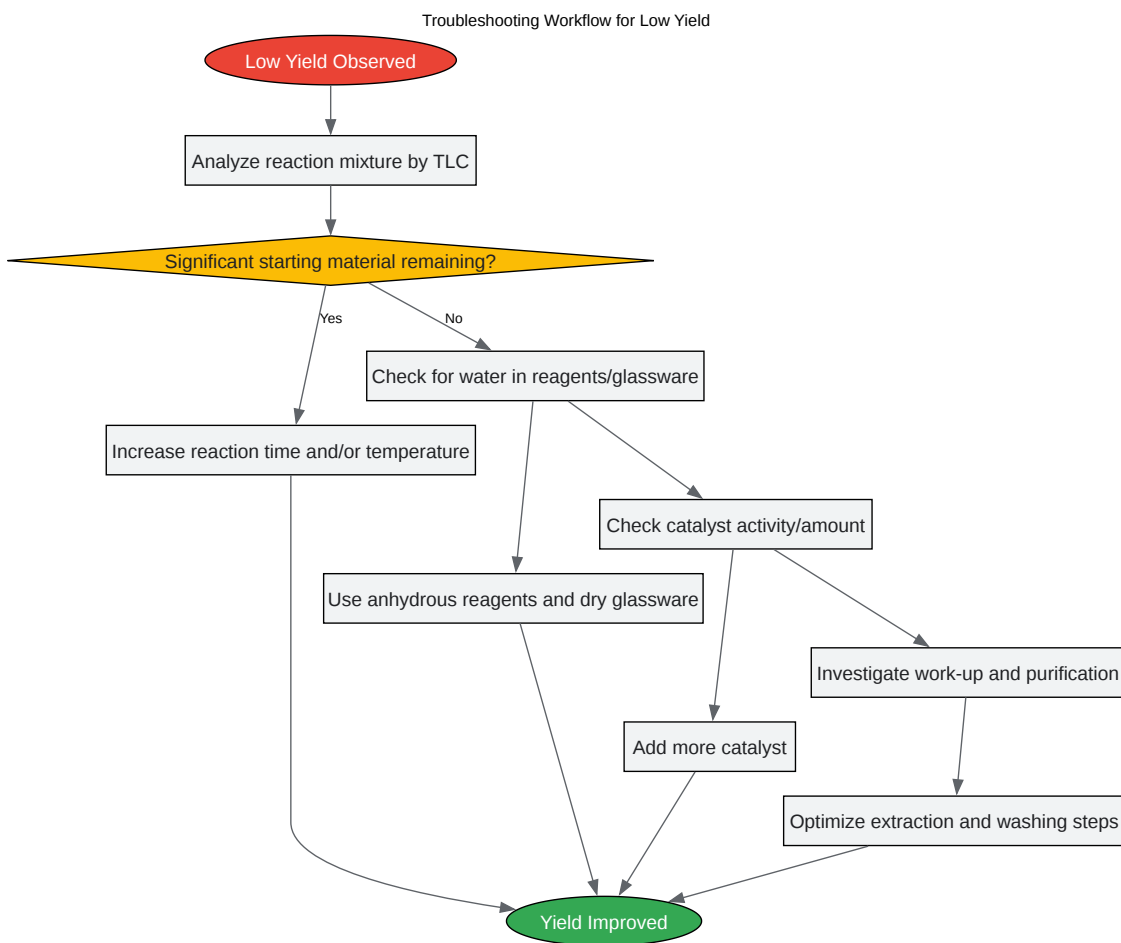 Troubleshooting Workflow for Low Yield
Low Yield Observed
Analyze reaction mixture by TLC
Significant starting material remaining?
Yes
No
Check for water in reagents/glassware
Increase reaction time and/or temperature
Check catalyst activity/amount
Use anhydrous reagents and dry glassware
Investigate work-up and purification
Add more catalyst
Optimize extraction and washing steps
Yield Improved